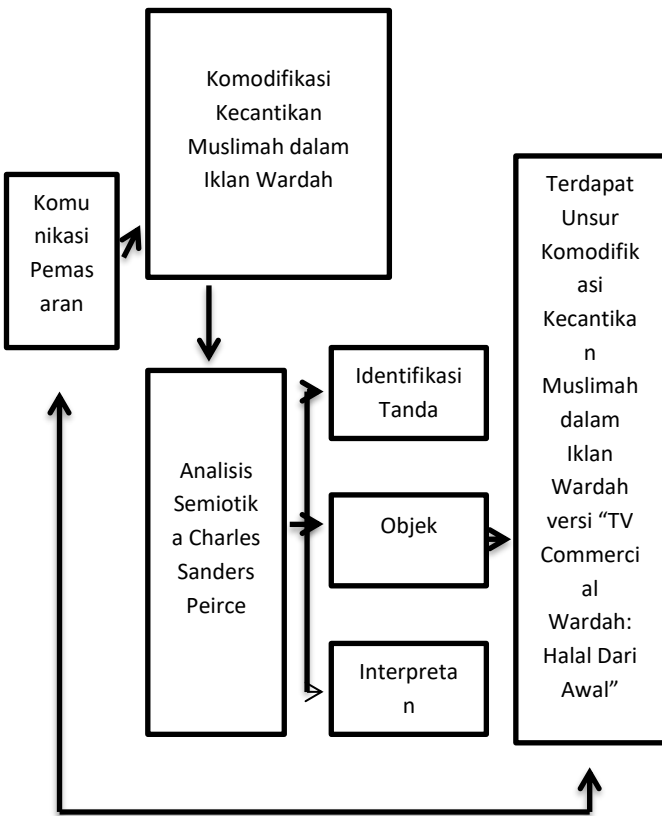 Komu
nikasi
Pemas
aran
Komodifikasi
Kecantikan
Muslimah dalam
Iklan Wardah
Analisis
Semiotik
a Charles
Sanders
Peirce
Identifikasi
Tanda
Objek
Interpreta
n
Terdapat
Unsur
Komodifik
asi
Kecantika
n
Muslimah
dalam
Iklan
Wardah
versi “TV
Commerci
al
Wardah:
Halal Dari
Awal”